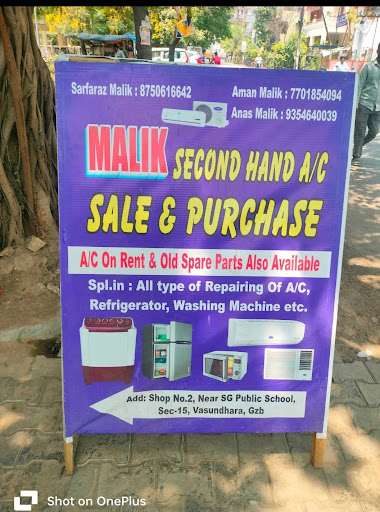 Sarfaraz Malik : 8750616642
Aman Malik : 7701854094
Anas Malik : 9354640039
MALIK SECOND HAND A/C
SALE & PURCHASE
A/C On Rent & Old Spare Parts Also Available
Spl.in : All type of Repairing Of A/C,
Refrigerator, Washing Machine etc.
Add: Shop No.2, Near SG Public School,
Sec-15, Vasundhara, Gzb
Shot on OnePlus